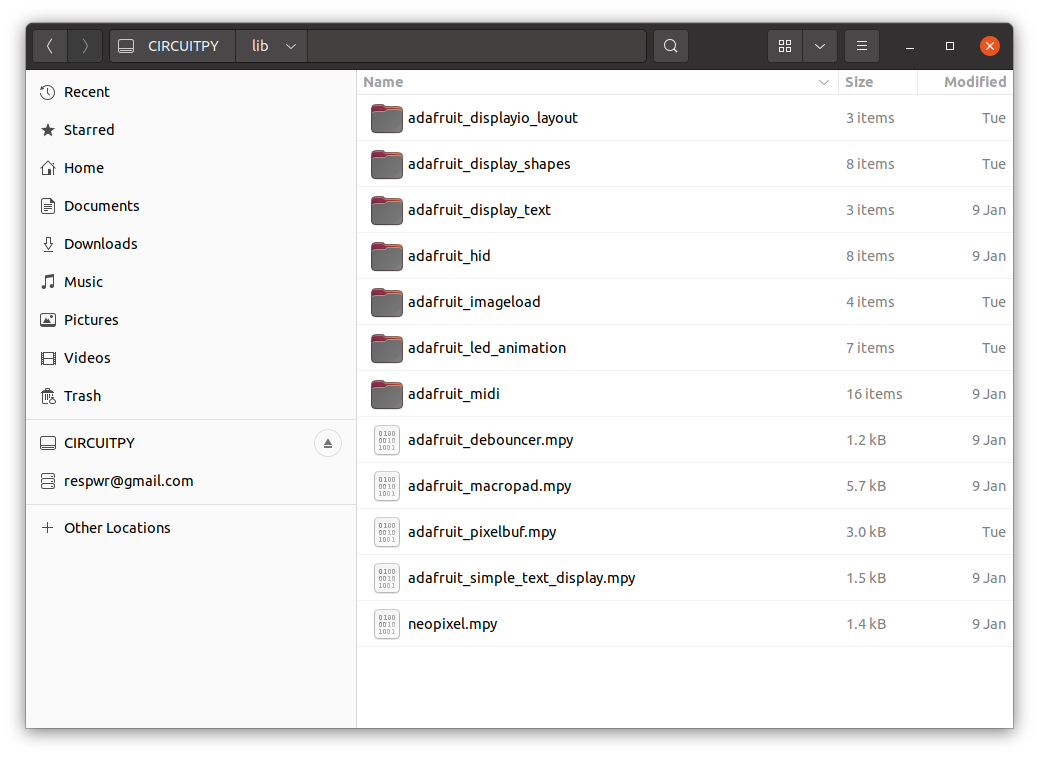 CIRCUITPY lib
Name Size Modified
Recent
Starred
Home
Documents
Downloads
Music
Pictures
Videos
Trash
CIRCUITPY
respwr@gmail.com
Other Locations
adafruit_displayio_layout 3 items Tue
adafruit_display_shapes 8 items Tue
adafruit_display_text 3 items 9 Jan
adafruit_hid 8 items 9 Jan
adafruit_imageload 4 items Tue
adafruit_led_animation 7 items Tue
adafruit_midi 16 items 9 Jan
adafruit_debouncer.mpy 1.2 kB 9 Jan
adafruit_macropad.mpy 5.7 kB 9 Jan
adafruit_pixelbuf.mpy 3.0 kB Tue
adafruit_simple_text_display.mpy 1.5 kB 9 Jan
neopixel.mpy 1.4 kB 9 Jan